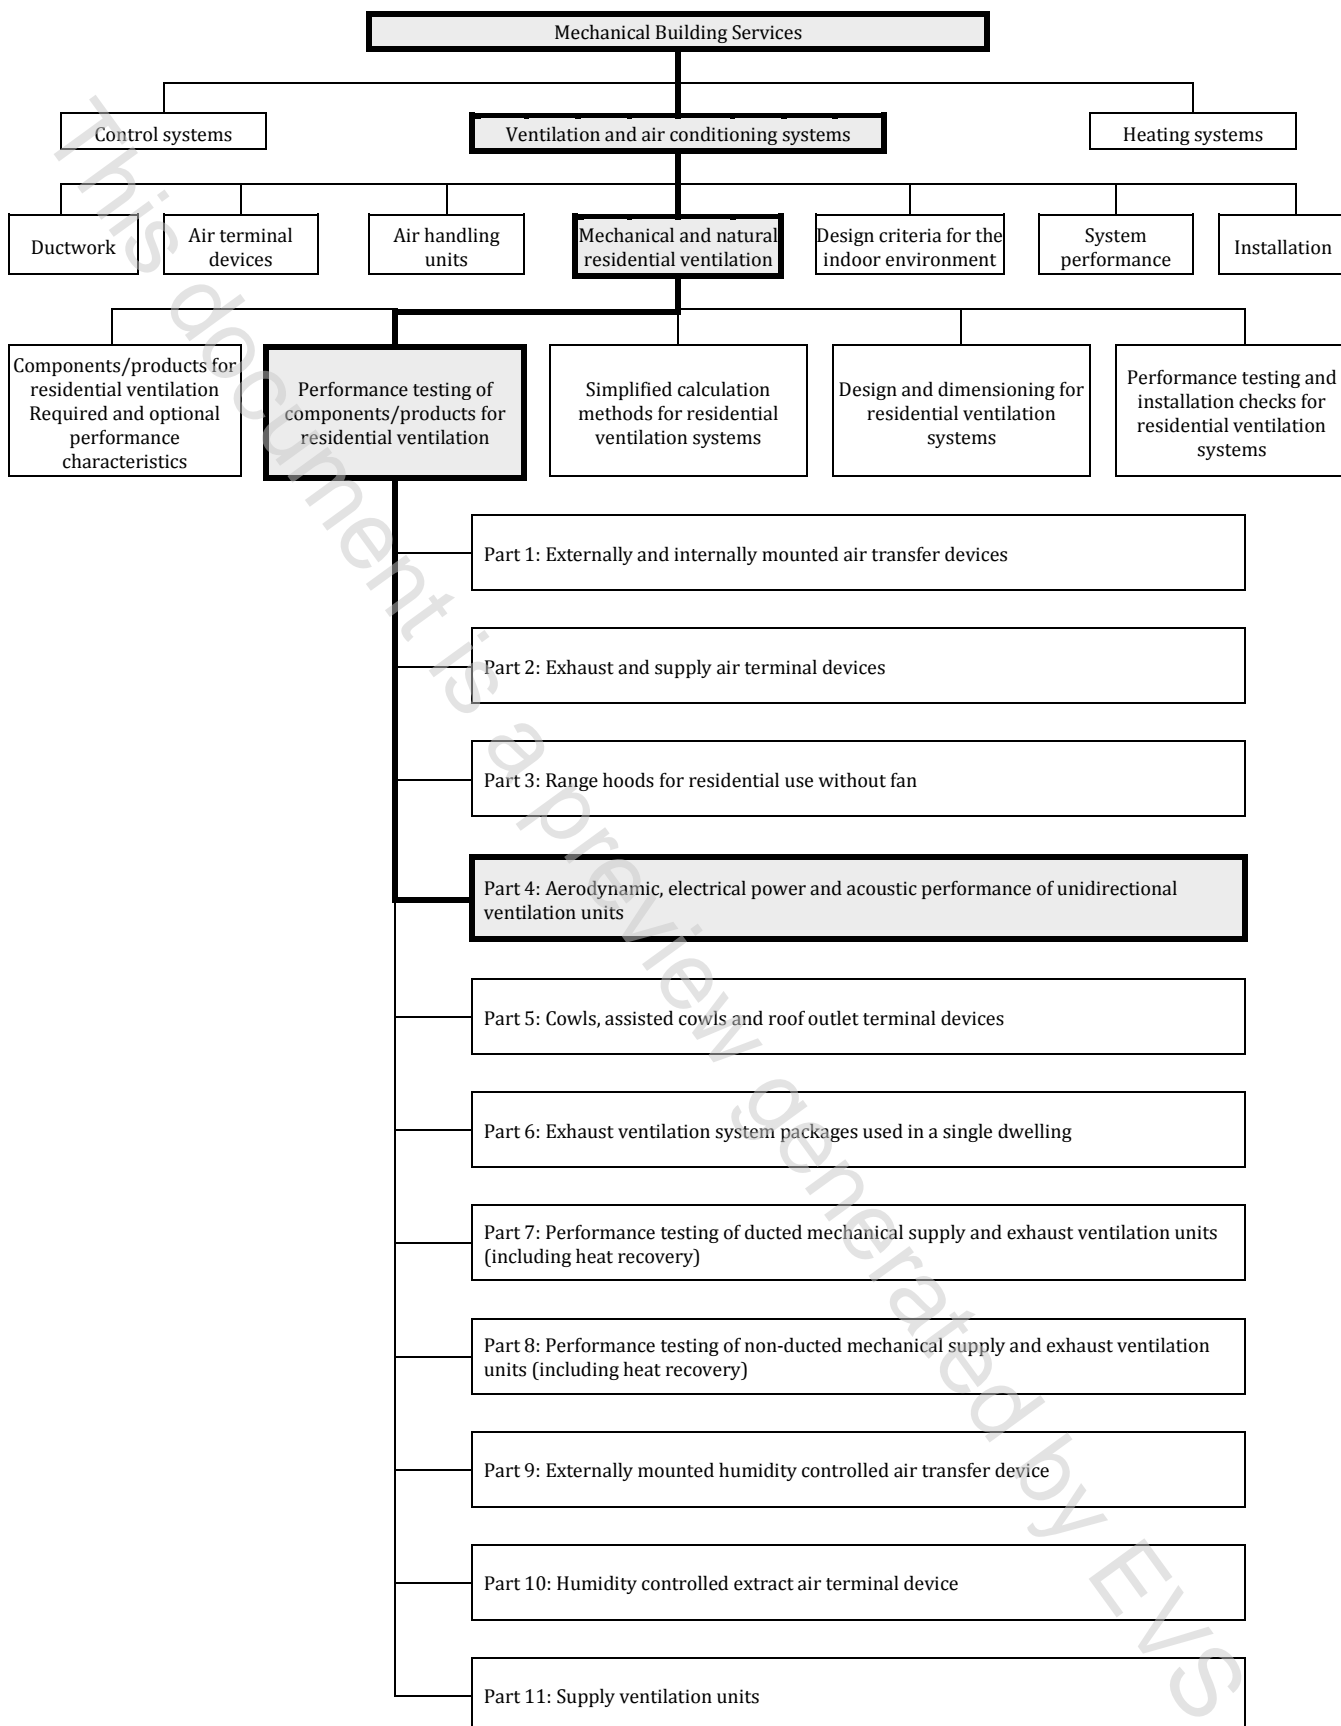 Mechanical Building Services
Control systems
Ventilation and air conditioning systems
Heating systems
Ductwork
Air terminal
devices
Air handling
units
Mechanical and natural
residential ventilation
Design criteria for the
indoor environment
System
performance
Installation
Components/products for
residential ventilation
Required and optional
performance
characteristics
Performance testing of
components/products for
residential ventilation
Simplified calculation
methods for residential
ventilation systems
Design and dimensioning for
residential ventilation
systems
Performance testing and
installation checks for
residential ventilation
systems
Part 1: Externally and internally mounted air transfer devices
Part 2: Exhaust and supply air terminal devices
Part 3: Range hoods for residential use without fan
Part 4: Aerodynamic, electrical power and acoustic performance of unidirectional
ventilation units
Part 5: Cowls, assisted cowls and roof outlet terminal devices
Part 6: Exhaust ventilation system packages used in a single dwelling
Part 7: Performance testing of ducted mechanical supply and exhaust ventilation units
(including heat recovery)
Part 8: Performance testing of non-ducted mechanical supply and exhaust ventilation
units (including heat recovery)
Part 9: Externally mounted humidity controlled air transfer device
Part 10: Humidity controlled extract air terminal device
Part 11: Supply ventilation units
This document is a preview generated by EVS